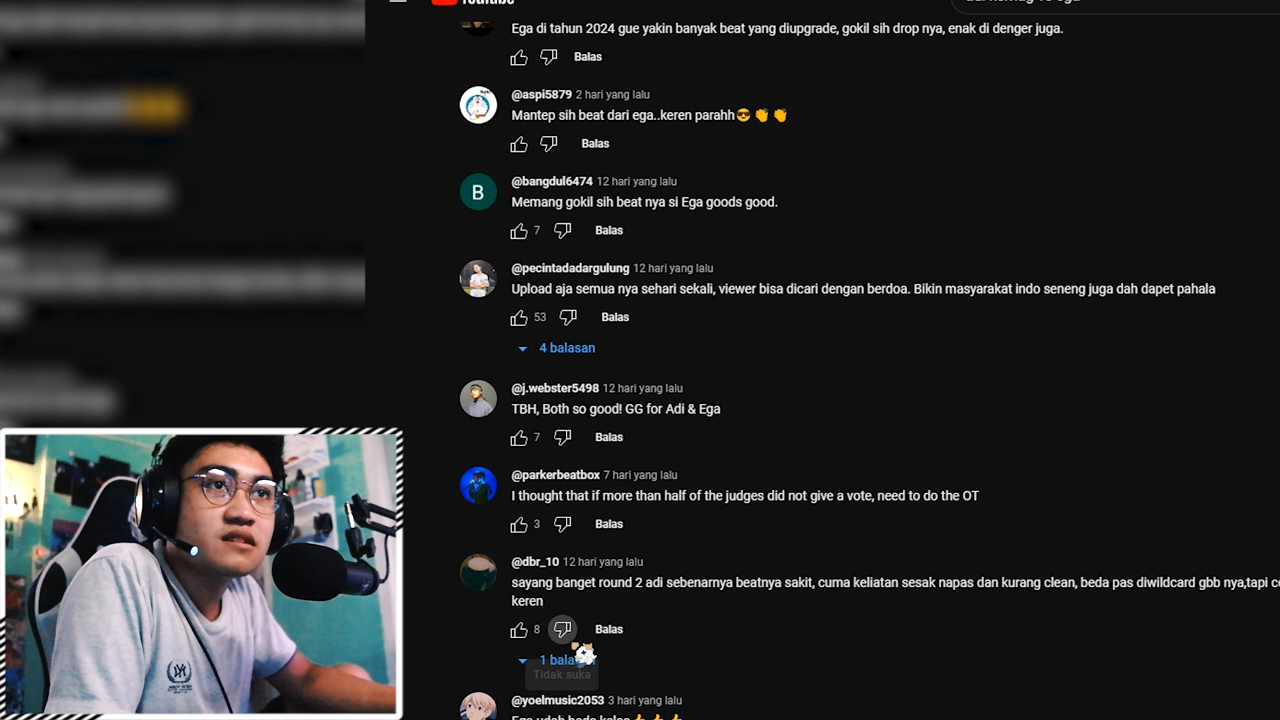 Ega di tahun 2024 gue yakin banyak beat yang diupgrade, gokil sih drop nya, enak di denger juga.
Balas
@aspi5879 2 hari yang lalu
Mantep sih beat dari ega..keren parahh😎👏👏
Balas
@bangdul6474 12 hari yang lalu
B
Memang gokil sih beat nya si Ega goods good.
7 Balas
@pecintadadargulung 12 hari yang lalu
Upload aja semua nya sehari sekali, viewer bisa dicari dengan berdoa. Bikin masyarakat indo seneng juga dah dapet pahala
53 Balas
4 balasan
@j.webster5498 12 hari yang lalu
TBH, Both so good! GG for Adi & Ega
7 Balas
@parkerbeatbox 7 hari yang lalu
I thought that if more than half of the judges did not give a vote, need to do the OT
3 Balas
@dbr_10 12 hari yang lalu
sayang banget round 2 adi sebenarnya beatnya sakit, cuma keliatan sesak napas dan kurang clean, beda pas diwildcard gbb nya,tapi
keren
8 Balas
1
Tidak suka
@yoelmusic2053 3 hari yang lalu